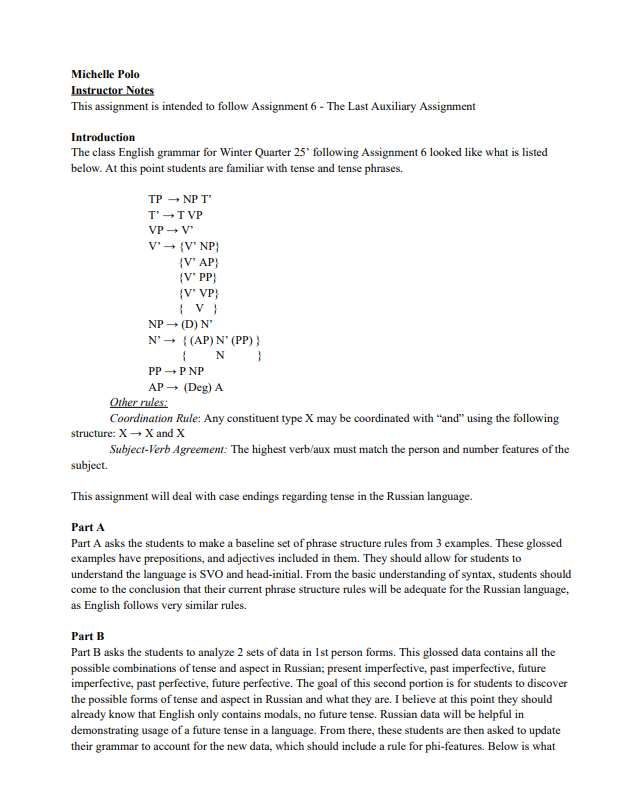 Michelle Polo
Instructor Notes
This assignment is intended to follow Assignment 6 - The Last Auxiliary Assignment
Introduction
The class English grammar for Winter Quarter 25’ following Assignment 6 looked like what is listed
below. At this point students are familiar with tense and tense phrases.
TP → NP T’
T’ → T VP
VP → V’
V’ → {V’ NP}
{V’ AP}
{V’ PP}
{V’ VP}
{ V }
NP → (D) N’
N’ → { (AP) N’ (PP) }
{ N }
PP → P NP
AP → (Deg) A
Other rules:
Coordination Rule: Any constituent type X may be coordinated with “and” using the following
structure: X → X and X
Subject-Verb Agreement: The highest verb/aux must match the person and number features of the
subject.
This assignment will deal with case endings regarding tense in the Russian language.
Part A
Part A asks the students to make a baseline set of phrase structure rules from 3 examples. These glossed
examples have prepositions, and adjectives included in them. They should allow for students to
understand the language is SVO and head-initial. From the basic understanding of syntax, students should
come to the conclusion that their current phrase structure rules will be adequate for the Russian language,
as English follows very similar rules.
Part B
Part B asks the students to analyze 2 sets of data in 1st person forms. This glossed data contains all the
possible combinations of tense and aspect in Russian; present imperfective, past imperfective, future
imperfective, past perfective, future perfective. The goal of this second portion is for students to discover
the possible forms of tense and aspect in Russian and what they are. I believe at this point they should
already know that English only contains modals, no future tense. Russian data will be helpful in
demonstrating usage of a future tense in a language. From there, these students are then asked to update
their grammar to account for the new data, which should include a rule for phi-features. Below is what